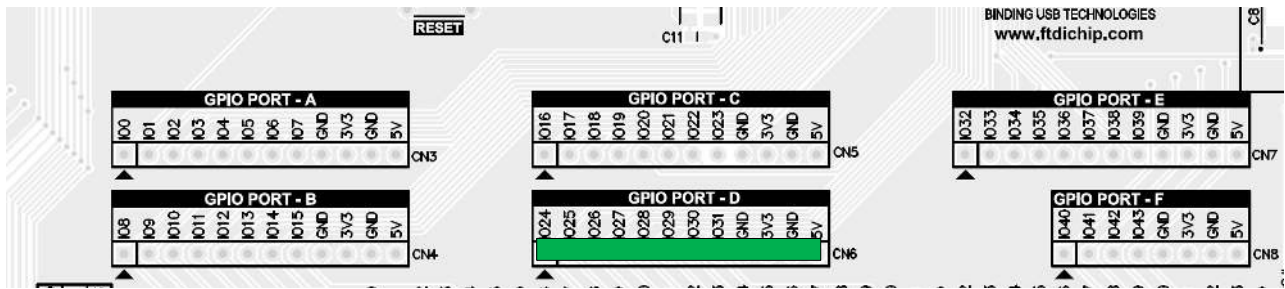 RESET
C11
BINDING USB TECHNOLOGIES
www.ftdichip.com
C8
GPIO PORT - A
IO0 IO1 IO2 IO3 IO4 IO5 IO6 IO7 GND 3V3 GND 5V
CN3
GPIO PORT - C
IO16 IO17 IO18 IO19 IO20 IO21 IO22 IO23 GND 3V3 GND 5V
CN5
GPIO PORT - E
IO32 IO33 IO34 IO35 IO36 IO37 IO38 IO39 GND 3V3 GND 5V
CN7
GPIO PORT - B
IO8 IO9 IO10 IO11 IO12 IO13 IO14 IO15 GND 3V3 GND 5V
CN4
GPIO PORT - D
IO24 IO25 IO26 IO27 IO28 IO29 IO30 IO31 GND 3V3 GND 5V
CN6
GPIO PORT - F
IO40 IO41 IO42 IO43 GND 3V3 GND 5V
CN8